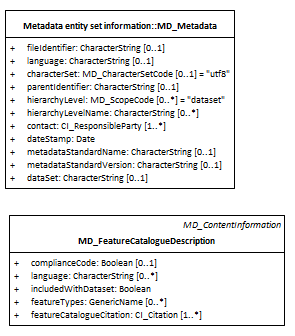 Metadata entity set information::MD_Metadata
+ fileIdentifier: CharacterString [0..1]
+ language: CharacterString [0..1]
+ characterSet: MD_CharacterSetCode [0..1] = "utf8"
+ parentIdentifier: CharacterString [0..1]
+ hierarchyLevel: MD_ScopeCode [0..*] = "dataset"
+ hierarchyLevelName: CharacterString [0..*]
+ contact: CI_ResponsibleParty [1..*]
+ dateStamp: Date
+ metadataStandardName: CharacterString [0..1]
+ metadataStandardVersion: CharacterString [0..1]
+ dataSet: CharacterString [0..1]
MD_ContentInformation
MD_FeatureCatalogueDescription
+ complianceCode: Boolean [0..1]
+ language: CharacterString [0..*]
+ includedWithDataset: Boolean
+ featureTypes: GenericName [0..*]
+ featureCatalogueCitation: CI_Citation [1..*]